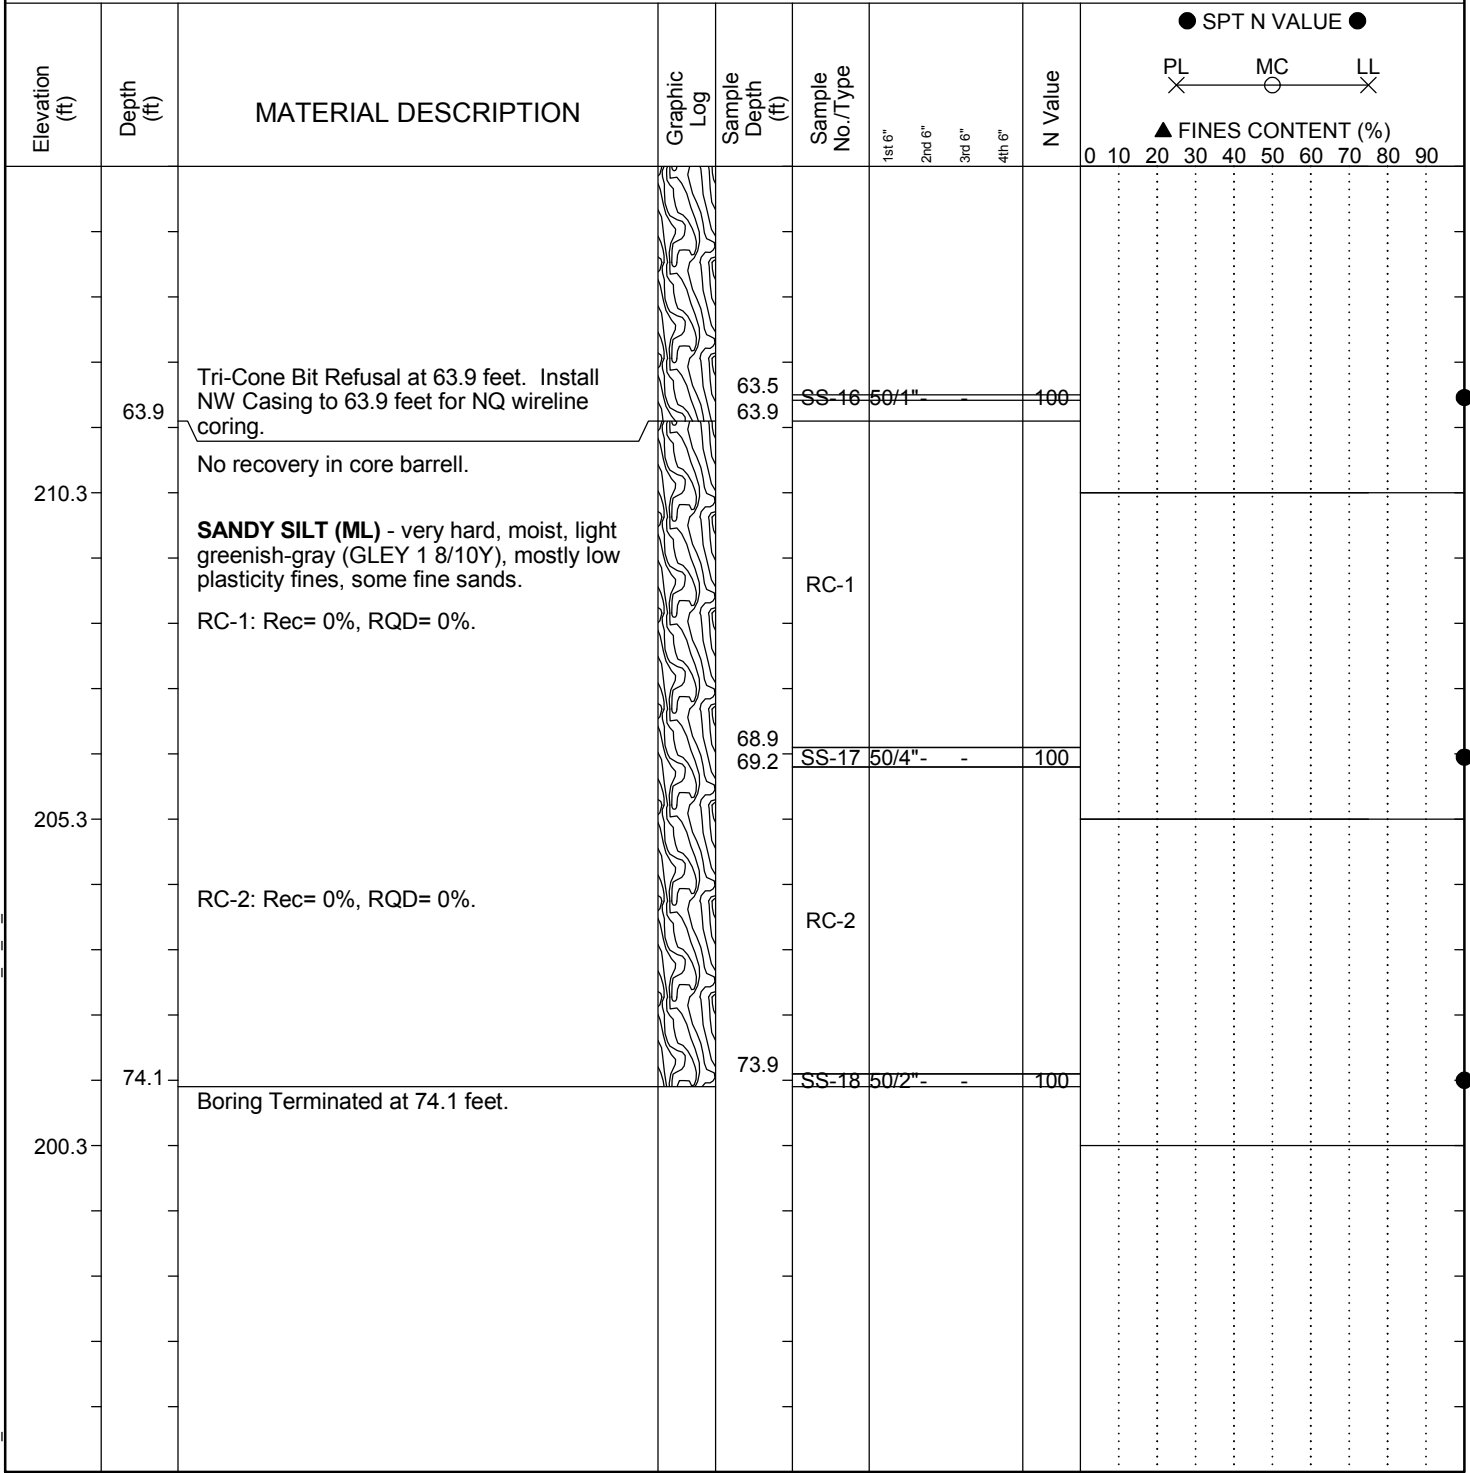 Elevation (ft)
Depth (ft)
MATERIAL DESCRIPTION
Graphic Log
Sample Depth (ft)
Sample No./Type
1st 6"
2nd 6"
3rd 6"
4th 6"
N Value
● SPT N VALUE ●
PL MC LL
▲ FINES CONTENT (%)
0 10 20 30 40 50 60 70 80 90
Tri-Cone Bit Refusal at 63.9 feet. Install
NW Casing to 63.9 feet for NQ wireline
coring.
63.5
SS-16 50/1" - - 100
63.9
63.9
No recovery in core barrell.
210.3
SANDY SILT (ML) - very hard, moist, light
greenish-gray (GLEY 1 8/10Y), mostly low
plasticity fines, some fine sands.
RC-1
RC-1: Rec= 0%, RQD= 0%.
68.9
69.2
SS-17 50/4" - - 100
205.3
RC-2: Rec= 0%, RQD= 0%.
RC-2
73.9
74.1
SS-18 50/2" - - 100
Boring Terminated at 74.1 feet.
200.3